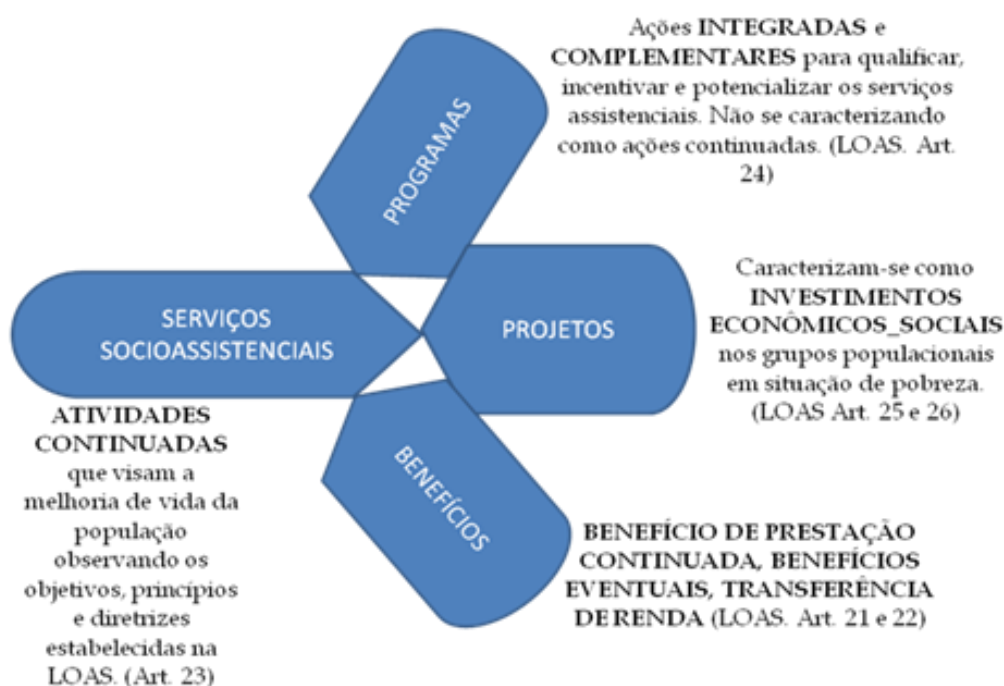 Ações INTEGRADAS e
COMPLEMENTARES para qualificar,
incentivar e potencializar os serviços
assistenciais. Não se caracterizando
como ações continuadas. (LOAS. Art.
24)
PROGRAMAS
Caracterizam-se como
INVESTIMENTOS
ECONÔMICOS_SOCIAIS
nos grupos populacionais
em situação de pobreza.
(LOAS Art. 25 e 26)
PROJETOS
SERVIÇOS
SOCIOASSISTENCIAIS
ATIVIDADES
CONTINUADAS
que visam a
melhoria de vida da
população
observando os
objetivos, princípios
e diretrizes
estabelecidas na
LOAS. (Art. 23)
BENEFÍCIOS
BENEFÍCIO DE PRESTAÇÃO
CONTINUADA, BENEFÍCIOS
EVENTUAIS, TRANSFERÊNCIA
DE RENDA (LOAS. Art. 21 e 22)